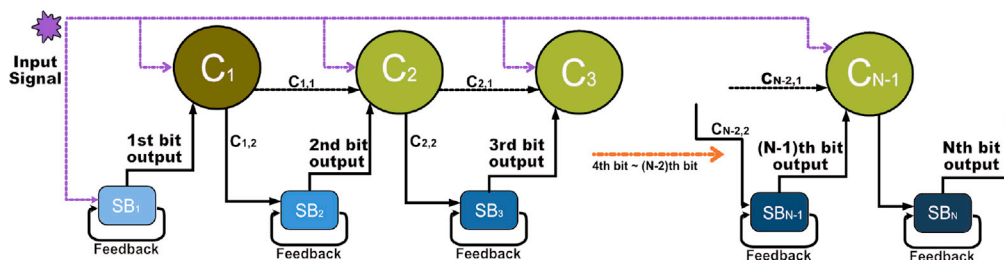 Input
Signal
C1
C2
C3
CN-1
C1,1
C2,1
CN-2,1
C1,2
C2,2
CN-2,2
1st bit
output
2nd bit
output
3rd bit
output
4th bit ~ (N-2)th bit
(N-1)th bit
output
Nth bit
output
SB1
SB2
SB3
SBN-1
SBN
Feedback
Feedback
Feedback
Feedback
Feedback